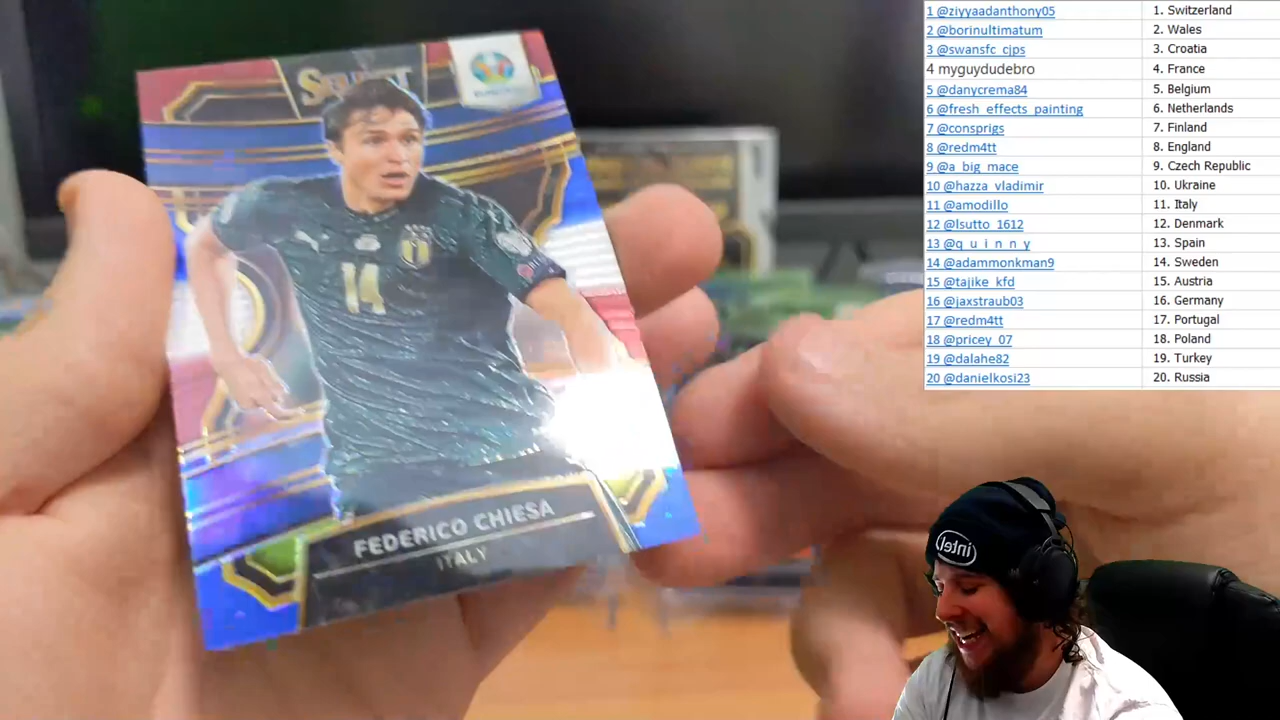 SELECT
14
FEDERICO CHIESA
ITALY
1 @ziyyaadanthony05 1. Switzerland
2 @borinultimatum 2. Wales
3 @swansfc_cjps 3. Croatia
4 myguydudebro 4. France
5 @danycrema84 5. Belgium
6 @fresh_effects_painting 6. Netherlands
7 @consprigs 7. Finland
8 @redm4tt 8. England
9 @a_big_mace 9. Czech Republic
10 @hazza_vladimir 10. Ukraine
11 @amodillo 11. Italy
12 @lsutto_1612 12. Denmark
13 @q_u_i_n_n_y 13. Spain
14 @adammonkman9 14. Sweden
15 @tajike_kfd 15. Austria
16 @jaxstraub03 16. Germany
17 @redm4tt 17. Portugal
18 @pricey_07 18. Poland
19 @dalahe82 19. Turkey
20 @danielkosi23 20. Russia
intel